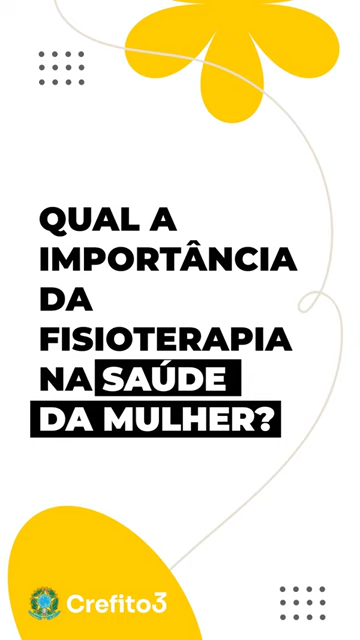 QUAL A
IMPORTÂNCIA
DA
FISIOTERAPIA
NA SAÚDE
DA MULHER?
Crefito3